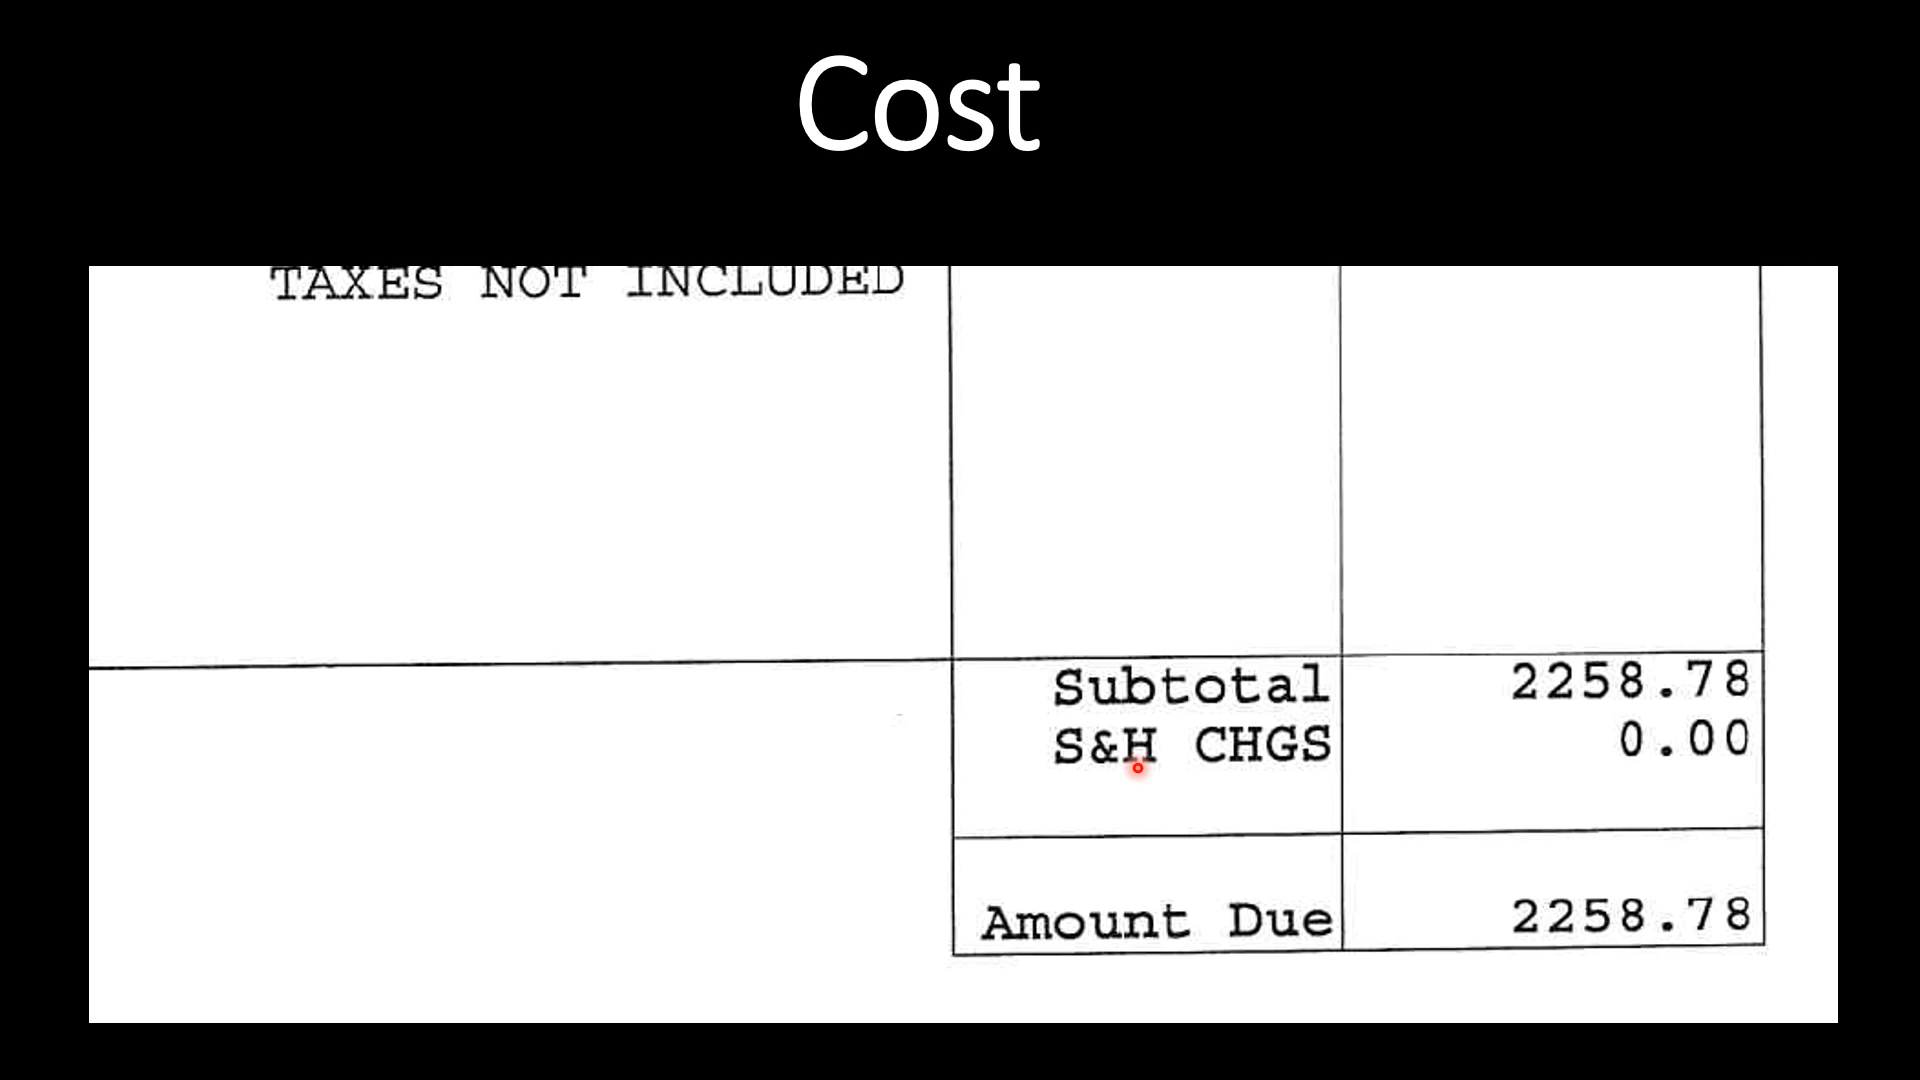 Cost
TAXES NOT INCLUDED
Subtotal 2258.78
S&H CHGS 0.00
Amount Due 2258.78